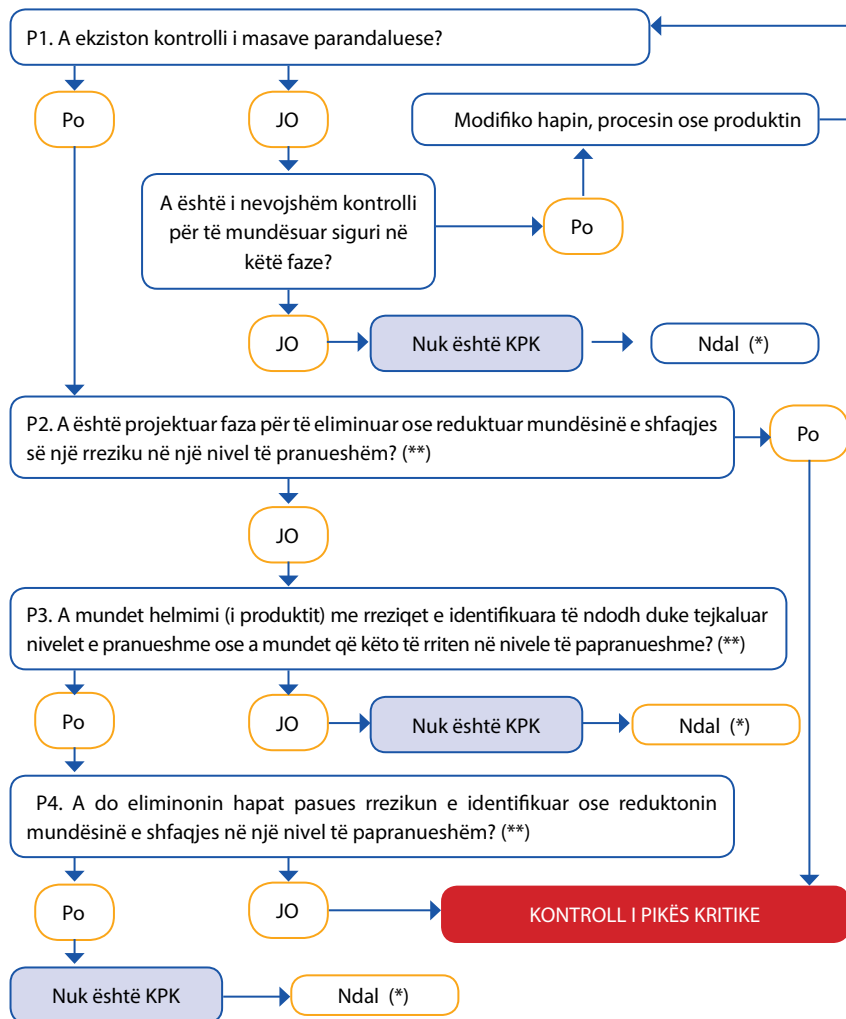 P1. A ekziston kontrolli i masave parandaluese?
Po
JO
Modifiko hapin, procesin ose produktin
A është i nevojshëm kontrolli
për të mundësuar siguri në
këtë faze?
Po
JO
Nuk është KPK
Ndal (*)
P2. A është projektuar faza për të eliminuar ose reduktuar mundësinë e shfaqjes
së një rreziku në një nivel të pranueshëm? (**)
Po
JO
P3. A mundet helmimi (i produktit) me rreziqet e identifikuara të ndodh duke tejkaluar
nivelet e pranueshme ose a mundet që këto të rriten në nivele të papranueshme? (**)
Po
JO
Nuk është KPK
Ndal (*)
P4. A do eliminonin hapat pasues rrezikun e identifikuar ose reduktonin
mundësinë e shfaqjes në një nivel të papranueshëm? (**)
Po
JO
KONTROLL I PIKËS KRITIKE
Nuk është KPK
Ndal (*)